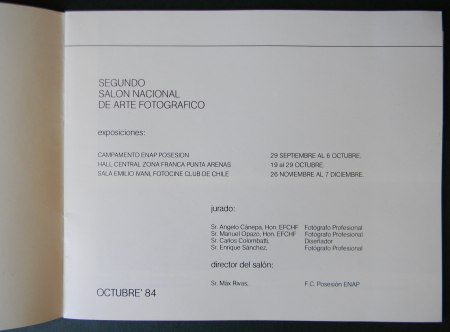 SEGUNDO
SALON NACIONAL
DE ARTE FOTOGRAFICO
exposiciones:
CAMPAMENTO ENAP POSESION 29 SEPTIEMBRE AL 6 OCTUBRE.
HALL CENTRAL ZONA FRANCA PUNTA ARENAS 19 al 29 OCTUBRE.
SALA EMILIO IVANI, FOTOCINE CLUB DE CHILE 26 NOVIEMBRE AL 7 DICIEMBRE.
jurado:
Sr. Angelo Cánepa, Hon. EFCHF Fotógrafo Profesional
Sr. Manuel Opazo, Hon. EFCHF Fotógrafo Profesional
Sr. Carlos Colombatti, Diseñador
Sr. Enrique Sánchez, Fotógrafo Profesional
director del salón:
Sr. Max Rivas, F.C. Posesión ENAP
OCTUBRE' 84